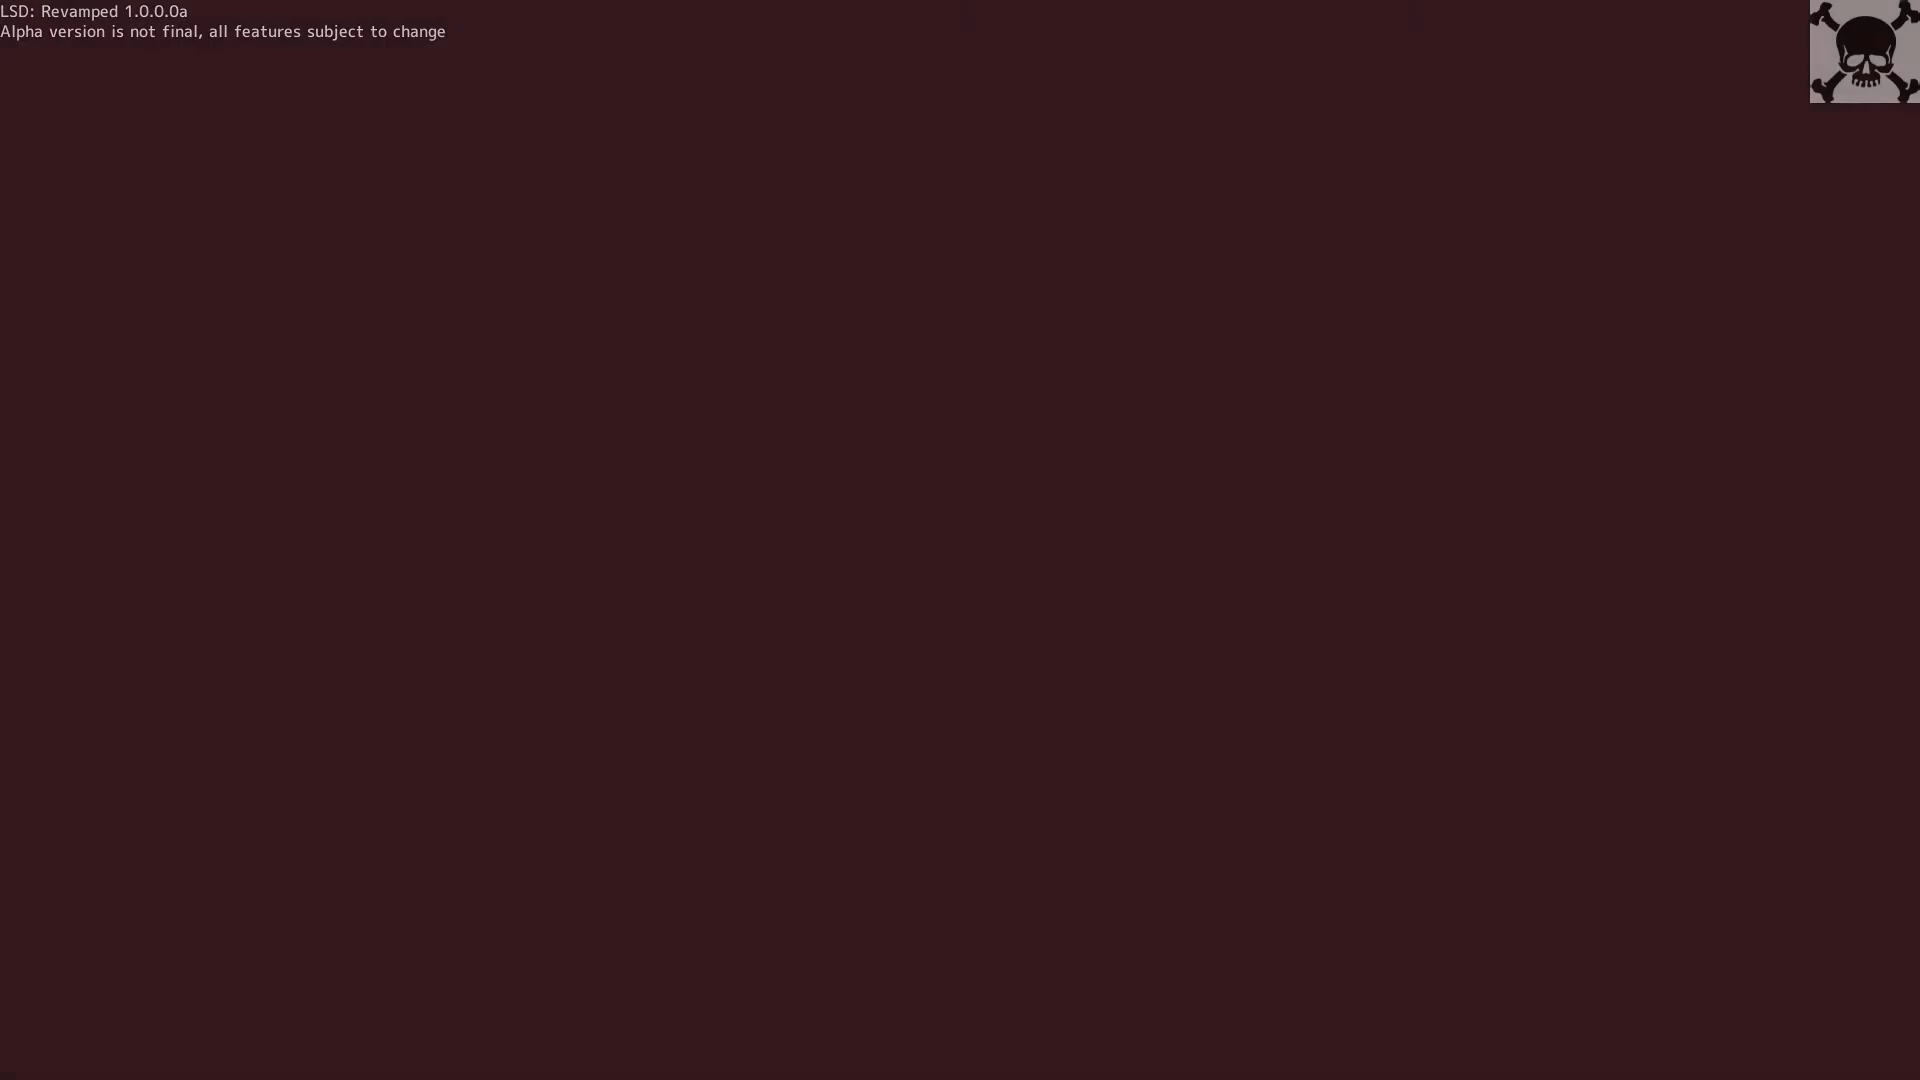 LSD: Revamped 1.0.0.0a
Alpha version is not final, all features subject to change